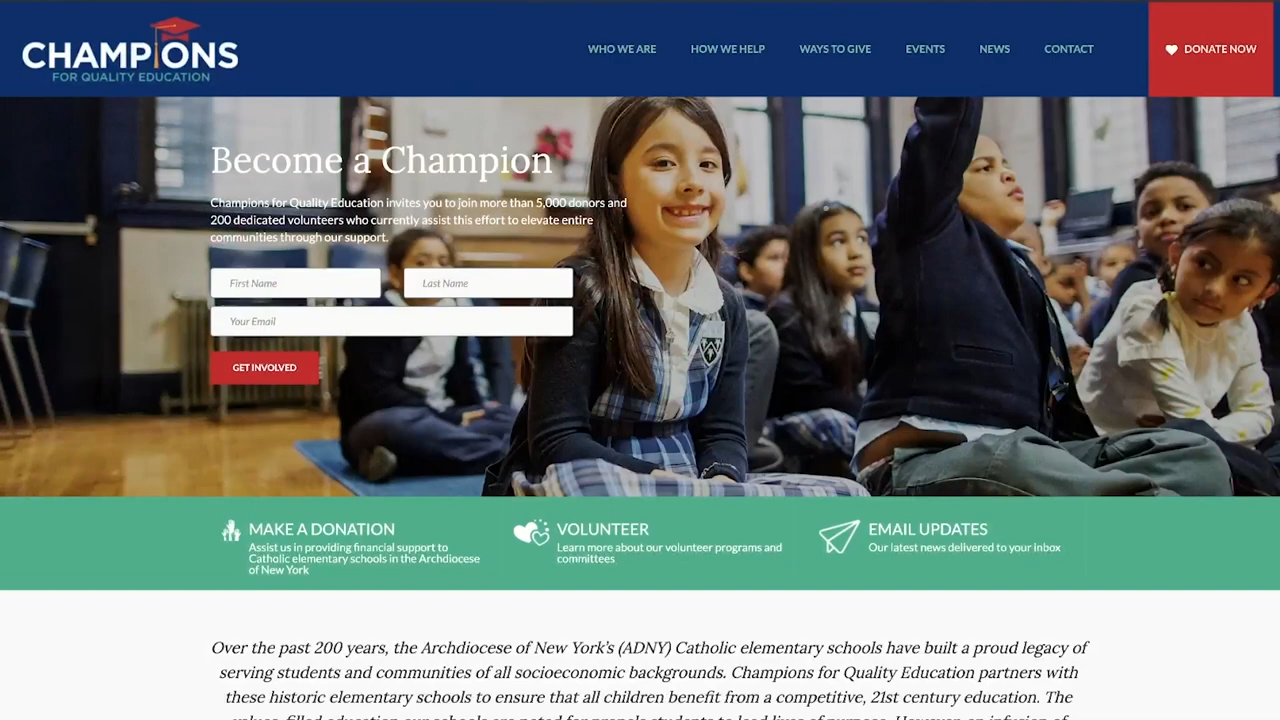 CHAMPIONS
FOR QUALITY EDUCATION
WHO WE ARE
HOW WE HELP
WAYS TO GIVE
EVENTS
NEWS
CONTACT
DONATE NOW
Become a Champion
Champions for Quality Education invites you to join more than 5,000 donors and
200 dedicated volunteers who currently assist this effort to elevate entire
communities through our support.
First Name
Last Name
Your Email
GET INVOLVED
MAKE A DONATION
Assist us in providing financial support to
Catholic elementary schools in the Archdiocese
of New York
VOLUNTEER
Learn more about our volunteer programs and
committees
EMAIL UPDATES
Our latest news delivered to your inbox
Over the past 200 years, the Archdiocese of New York's (ADNY) Catholic elementary schools have built a proud legacy of
serving students and communities of all socioeconomic backgrounds. Champions for Quality Education partners with
these historic elementary schools to ensure that all children benefit from a competitive, 21st century education. The